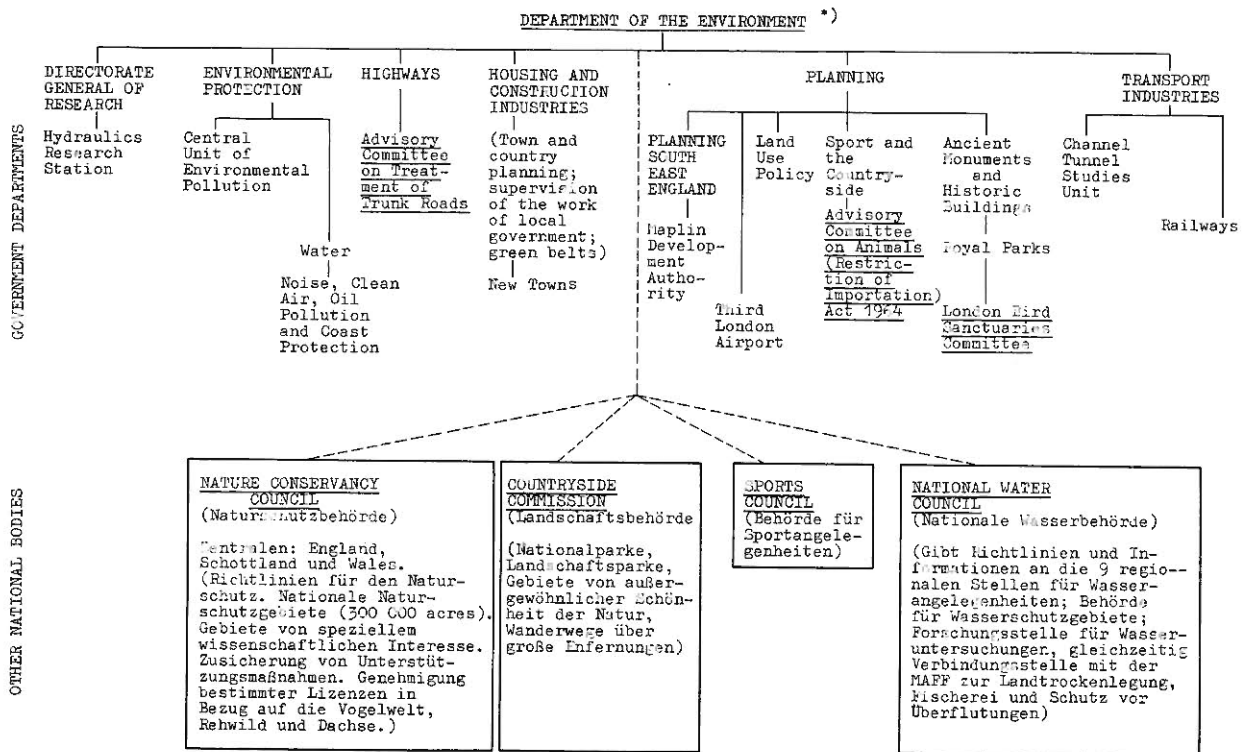 DEPARTMENT OF THE ENVIRONMENT *)
GOVERNMENT DEPARTMENTS
DIRECTORATE
GENERAL OF
RESEARCH
Hydraulics
Research
Station
ENVIRONMENTAL
PROTECTION
Central
Unit of
Environmental
Pollution
Water
Noise, Clean
Air, Oil
Pollution
and Coast
Protection
HIGHWAYS
Advisory
Committee
on Treat-
ment of
Trunk Roads
HOUSING AND
CONSTRUCTION
INDUSTRIES
(Town and
country
planning;
supervision
of the work
of local
government;
green belts)
New Towns
PLANNING
PLANNING
SOUTH
EAST
ENGLAND
Maplin
Develop-
ment
Autho-
rity
Third
London
Airport
Land
Use
Policy
Sport and
the
Country-
side
Advisory
Committee
on Animals
(Restric-
tion of
Importation)
Act 1964
Ancient
Monuments
and
Historic
Buildings
Royal Parks
London Bird
Sanctuaries
Committee
TRANSPORT
INDUSTRIES
Channel
Tunnel
Studies
Unit
Railways
OTHER NATIONAL BODIES
NATURE CONSERVANCY
COUNCIL
(Naturschutzbehörde)
Zentralen: England,
Schottland und Wales.
(Richtlinien für den Natur-
schutz. Nationale Natur-
schutzgebiete (300 000 acres).
Gebiete von speziellem
wissenschaftlichen Interesse.
Zusicherung von Unterstüt-
zungsmaßnahmen. Genehmigung
bestimmter Lizenzen in
Bezug auf die Vogelwelt,
Rehwild und Dachse.)
COUNTRYSIDE
COMMISSION
(Landschaftsbehörde
(Nationalparke,
Landschaftsparke,
Gebiete von außer-
gewöhnlicher Schön-
heit der Natur,
Wanderwege über
große Enfernungen)
SPORTS
COUNCIL
(Behörde für
Sportangele-
genheiten)
NATIONAL WATER
COUNCIL
(Nationale Wasserbehörde)
(Gibt Richtlinien und In-
formationen an die 9 regio--
nalen Stellen für Wasser-
angelegenheiten; Behörde
für Wasserschutzgebiete;
Forschungsstelle für Wasser-
untersuchungen, gleichzeitig
Verbindungsstelle mit der
MAFF zur Landtrockenlegung,
Fischerei und Schutz vor
Überflutungen)